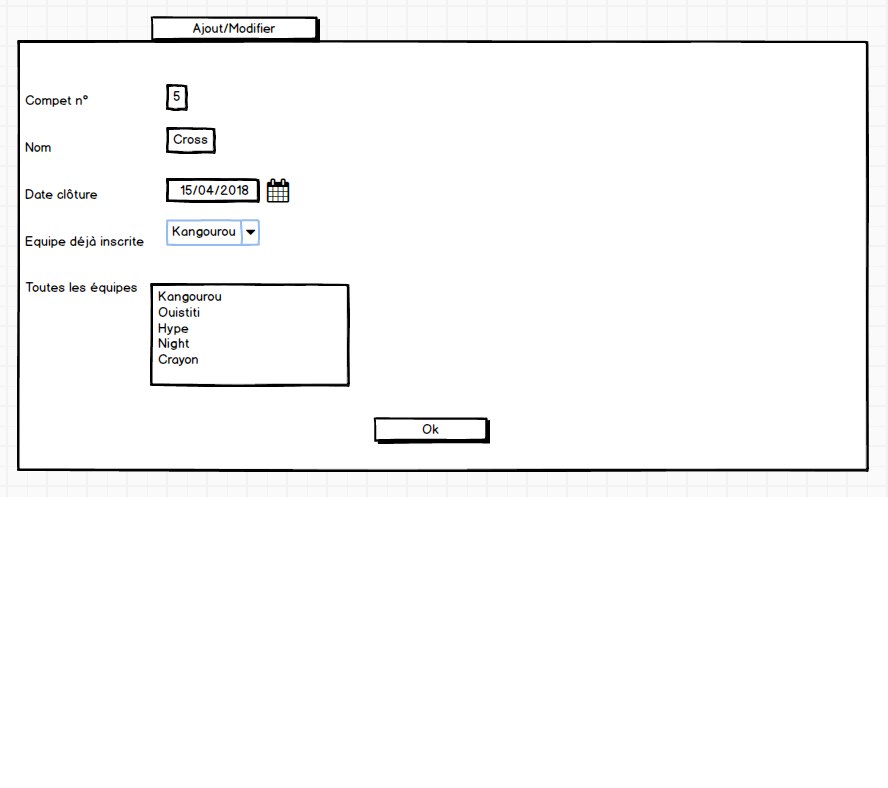 Ajout/Modifier
Compet n° 5
Nom Cross
Date clôture 15/04/2018
Equipe déjà inscrite Kangourou
Toutes les équipes
Kangourou
Ouistiti
Hype
Night
Crayon
Ok